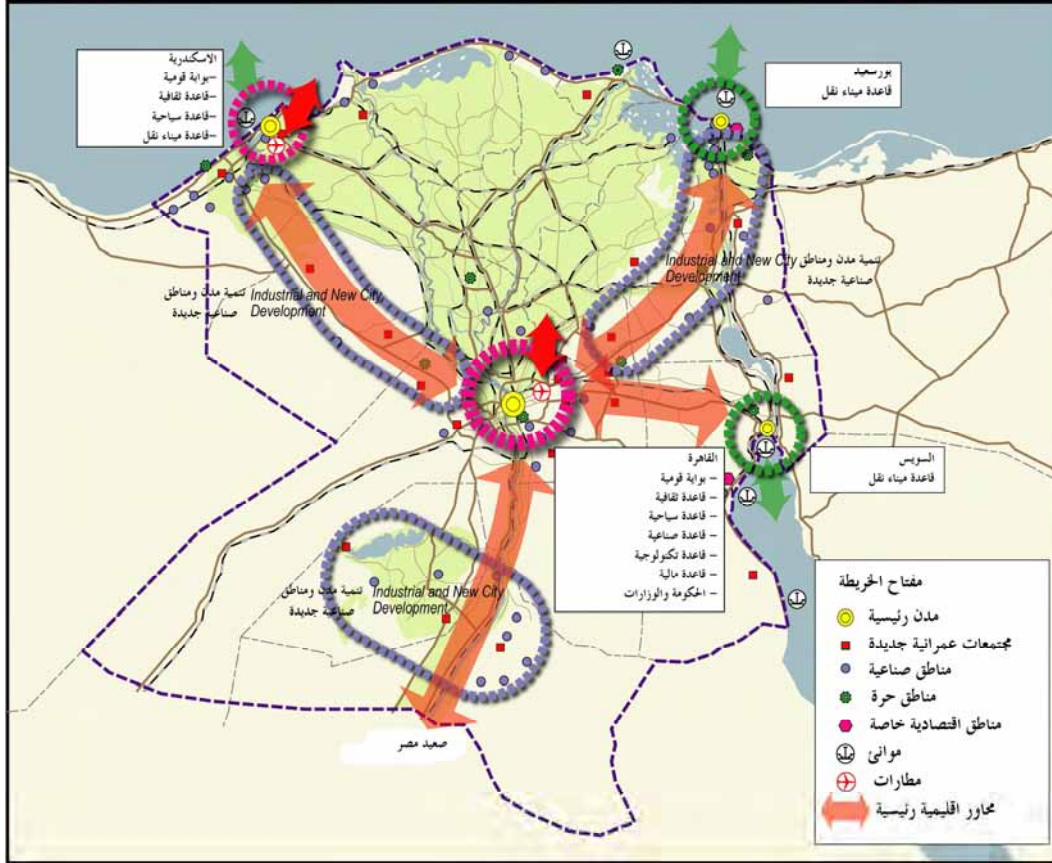 الاسكندرية
–بوابة قومية
–قاعدة ثقافية
–قاعدة سياحية
–قاعدة ميناء نقل
بورسعيد
قاعدة ميناء نقل
تنمية مدن ومناطق
صناعية جديدة
Industrial and New City
Development
Industrial and New City
Development
تنمية مدن ومناطق
صناعية جديدة
القاهرة
– بوابة قومية
– قاعدة ثقافية
– قاعدة سياحية
– قاعدة صناعية
– قاعدة تكنولوجية
– قاعدة مالية
– الحكومة والوزارات
السويس
قاعدة ميناء نقل
تنمية مدن ومناطق
صناعية جديدة
Industrial and New City
Development
صعيد مصر
مفتاح الخريطة
مدن رئيسية
مجتمعات عمرانية جديدة
مناطق صناعية
مناطق حرة
مناطق اقتصادية خاصة
موانئ
مطارات
محاور اقليمية رئيسية